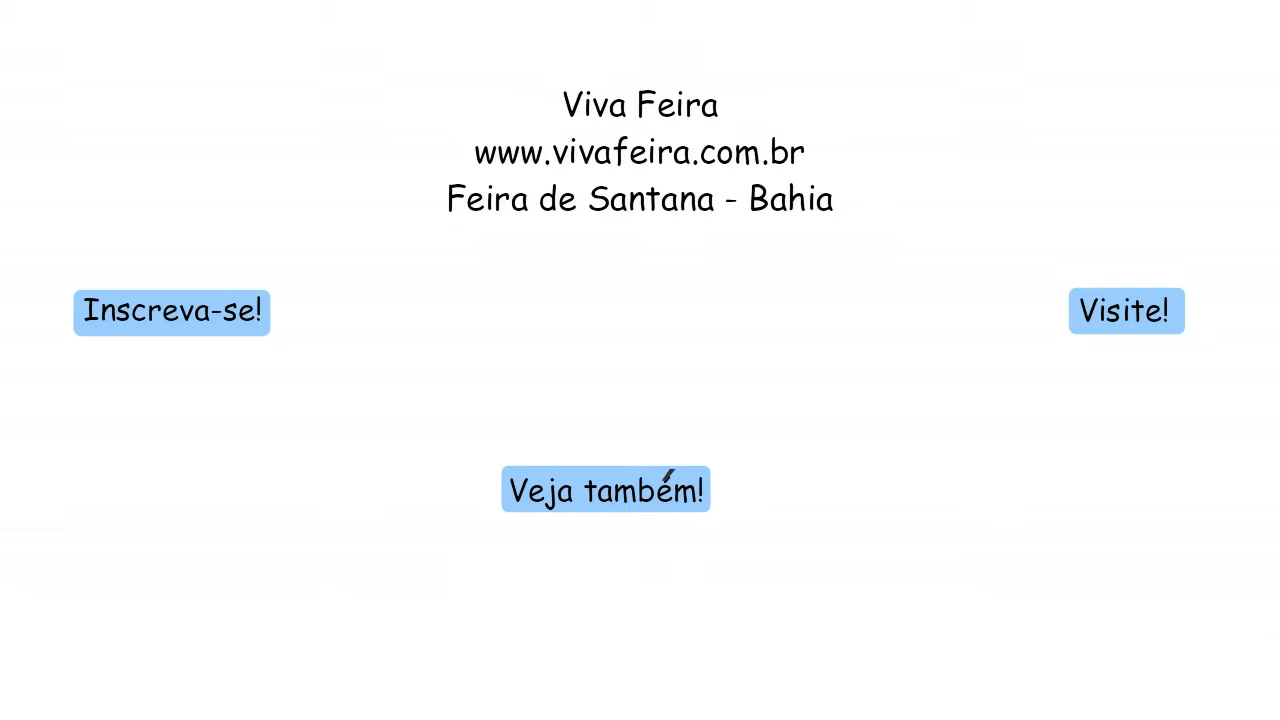 Viva Feira
www.vivafeira.com.br
Feira de Santana - Bahia
Inscreva-se!
Visite!
Veja também!